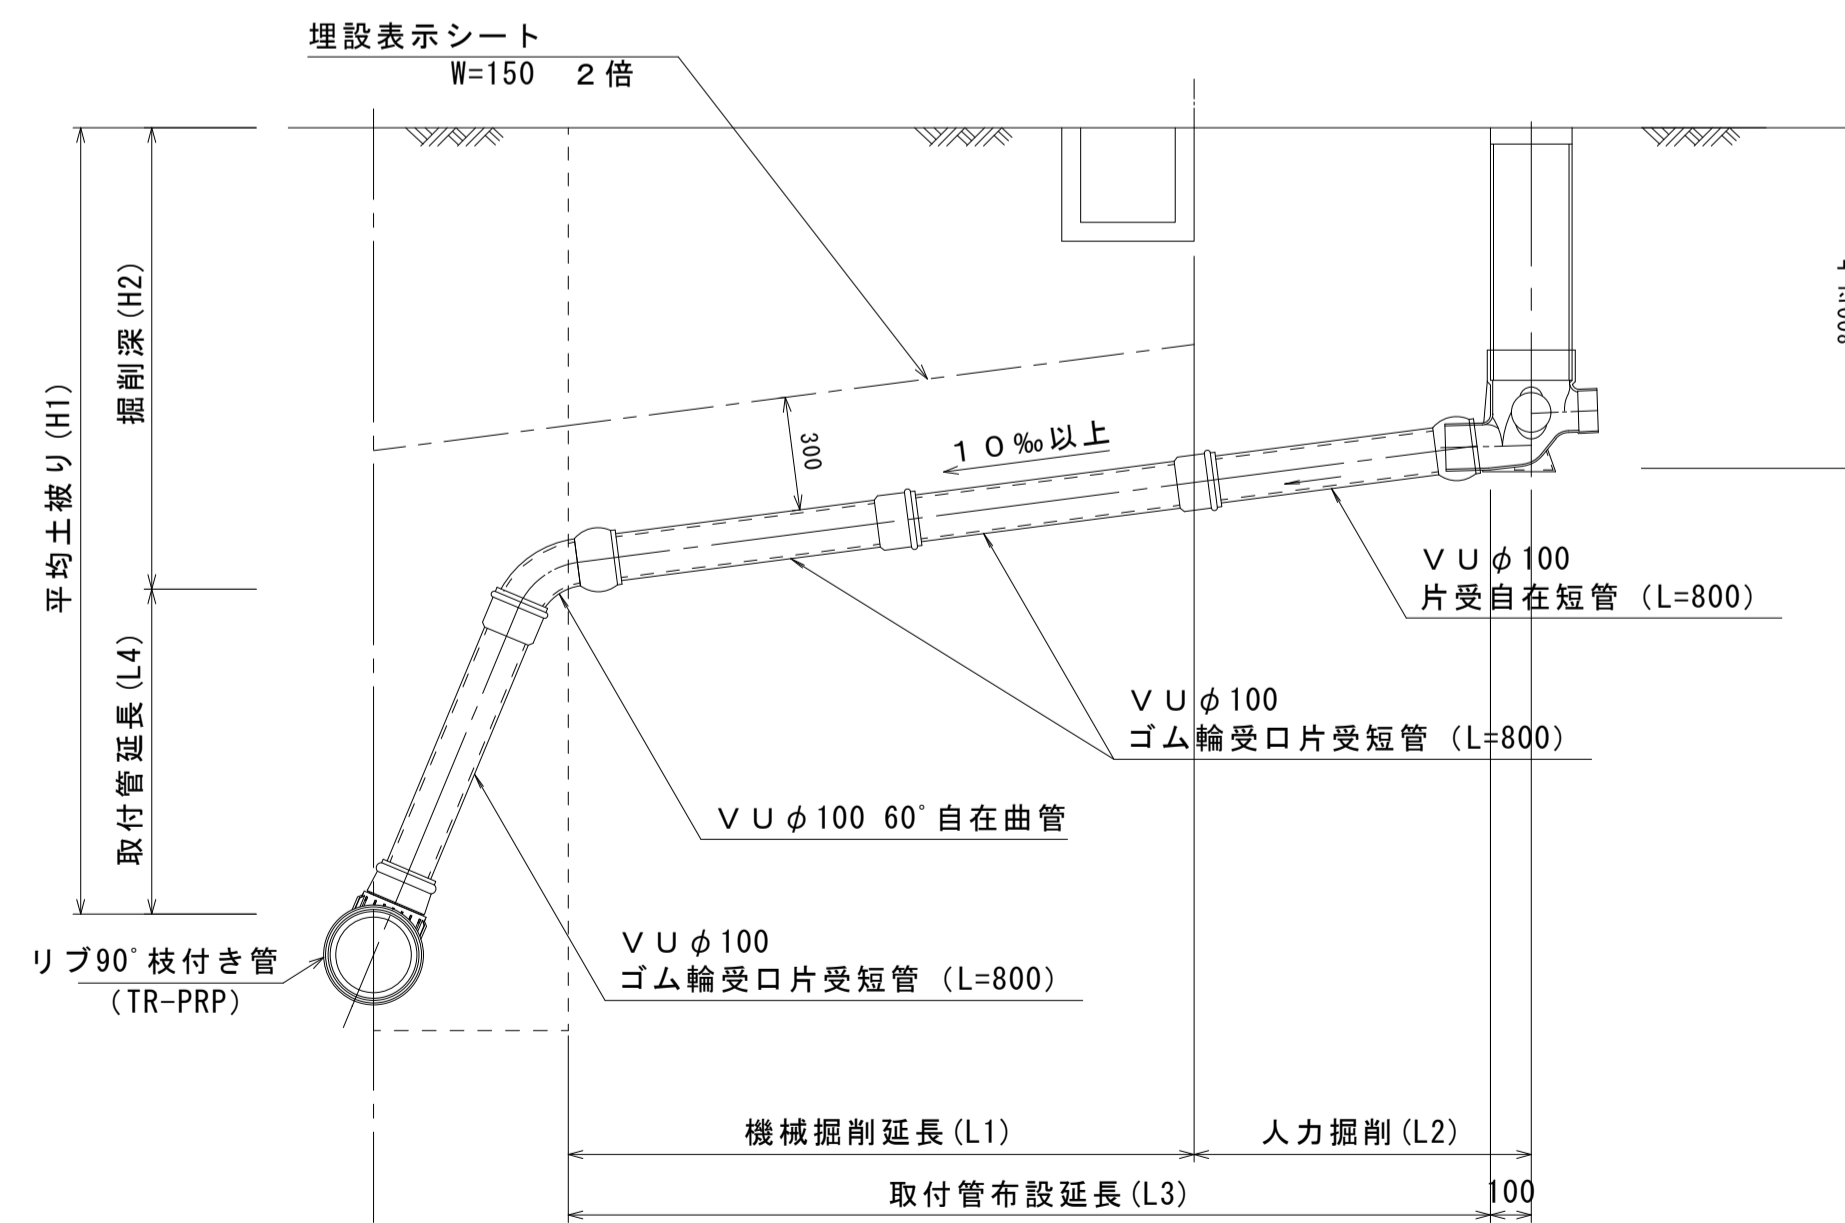 埋設表示シート
W=150　２倍
平均土被り(H1)
掘削深(H2)
取付管延長(L4)
300
１０‰以上
ＶＵφ100
片受自在短管 (L=800)
ＶＵφ100
ゴム輪受口片受短管 (L=800)
ＶＵφ100 60°自在曲管
ＶＵφ100
ゴム輪受口片受短管 (L=800)
リブ90°枝付き管
(TR-PRP)
機械掘削延長(L1)
人力掘削(L2)
取付管布設延長(L3)
100